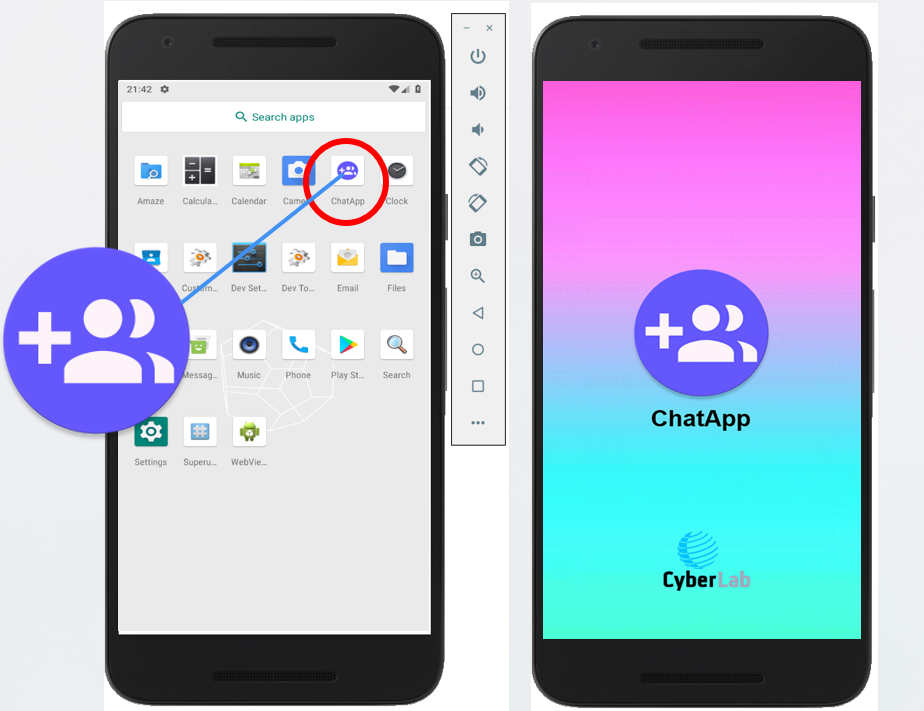 21:42
Search apps
Amaze
Calcula...
Calendar
Came
ChatApp
Clock
Custom...
Dev Set...
Dev To...
Email
Files
Messag...
Music
Phone
Play St...
Search
Settings
Superu...
WebVie...
ChatApp
CyberLab